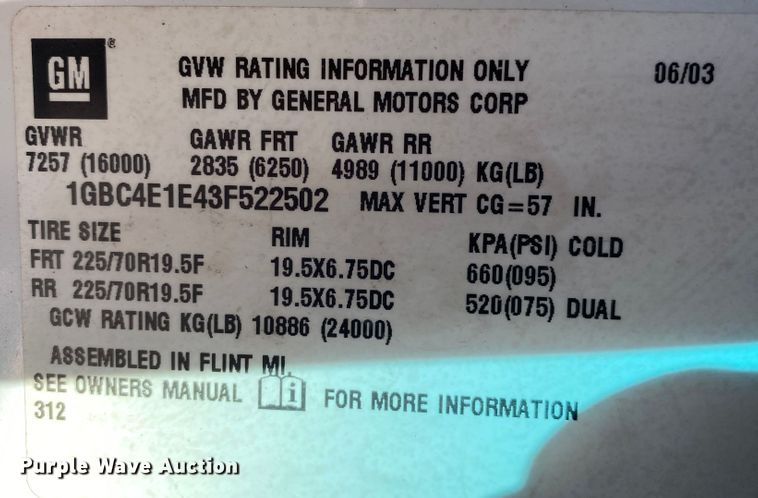 GM ®
GVW RATING INFORMATION ONLY 06/03
MFD BY GENERAL MOTORS CORP
GVWR GAWR FRT GAWR RR
7257 (16000) 2835 (6250) 4989 (11000) KG(LB)
1GBC4E1E43F522502 MAX VERT CG=57 IN.
TIRE SIZE RIM KPA(PSI) COLD
FRT 225/70R19.5F 19.5X6.75DC 660(095)
RR 225/70R19.5F 19.5X6.75DC 520(075) DUAL
GCW RATING KG(LB) 10886 (24000)
ASSEMBLED IN FLINT MI.
SEE OWNERS MANUAL i FOR MORE INFORMATION
312
Purple Wave Auction